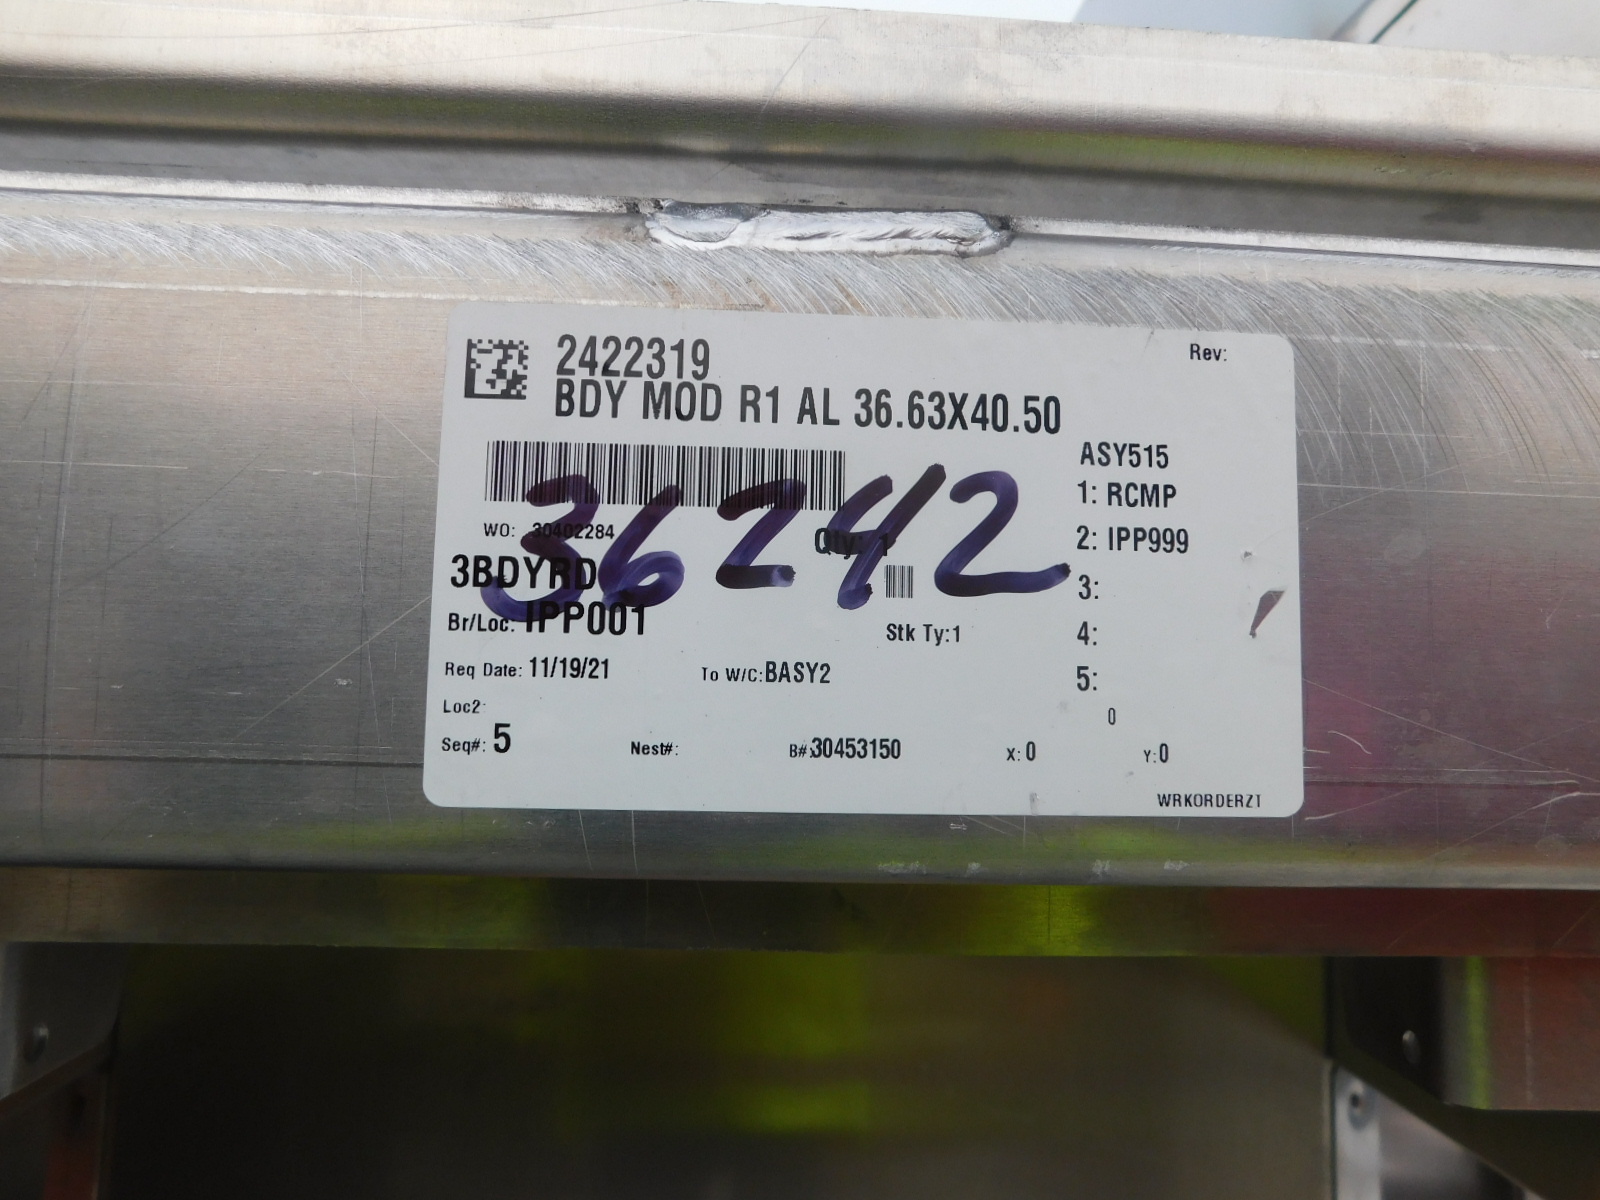 2422319
Rev:
BDY MOD R1 AL 36.63X40.50
ASY515
1: RCMP
36242
WO: 30402284
Qty: 1
2: IPP999
3BDYRD
3:
Br/Loc: IPP001
Stk Ty:1
4:
Req Date: 11/19/21
To W/C:BASY2
5:
Loc2:
0
Seq#: 5
Nest#:
B#:30453150
X:0
Y:0
WRKORDERZT